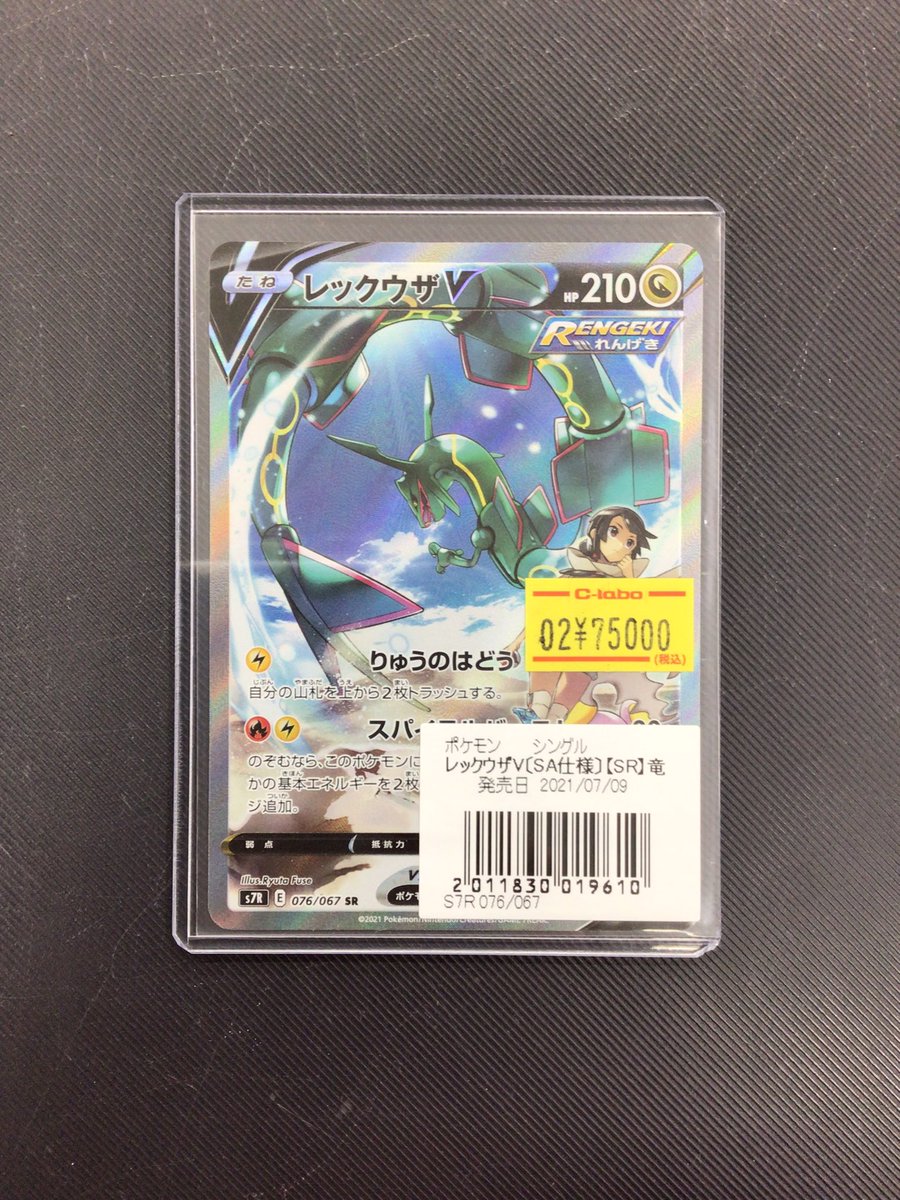 たね レックウザV HP 210
RENGEKI
れんげき
C-labo
02¥75000
(税込)
りゅうのはどう
自分の山札を上から2枚トラッシュする。
のぞむなら、このポケモンに
かの基本エネルギーを2枚
ジ追加。
ポケモン シングル
レックウザV〔SA仕様〕【SR】竜
発売日 2021/07/09
2 011830 019610
S7R 076/067
弱点 抵抗力
Illus.Ryuta Fuse
s7R E 076/067 SR
©2021 Pokémon/Nintendo/Creatures/GAME FREAK.